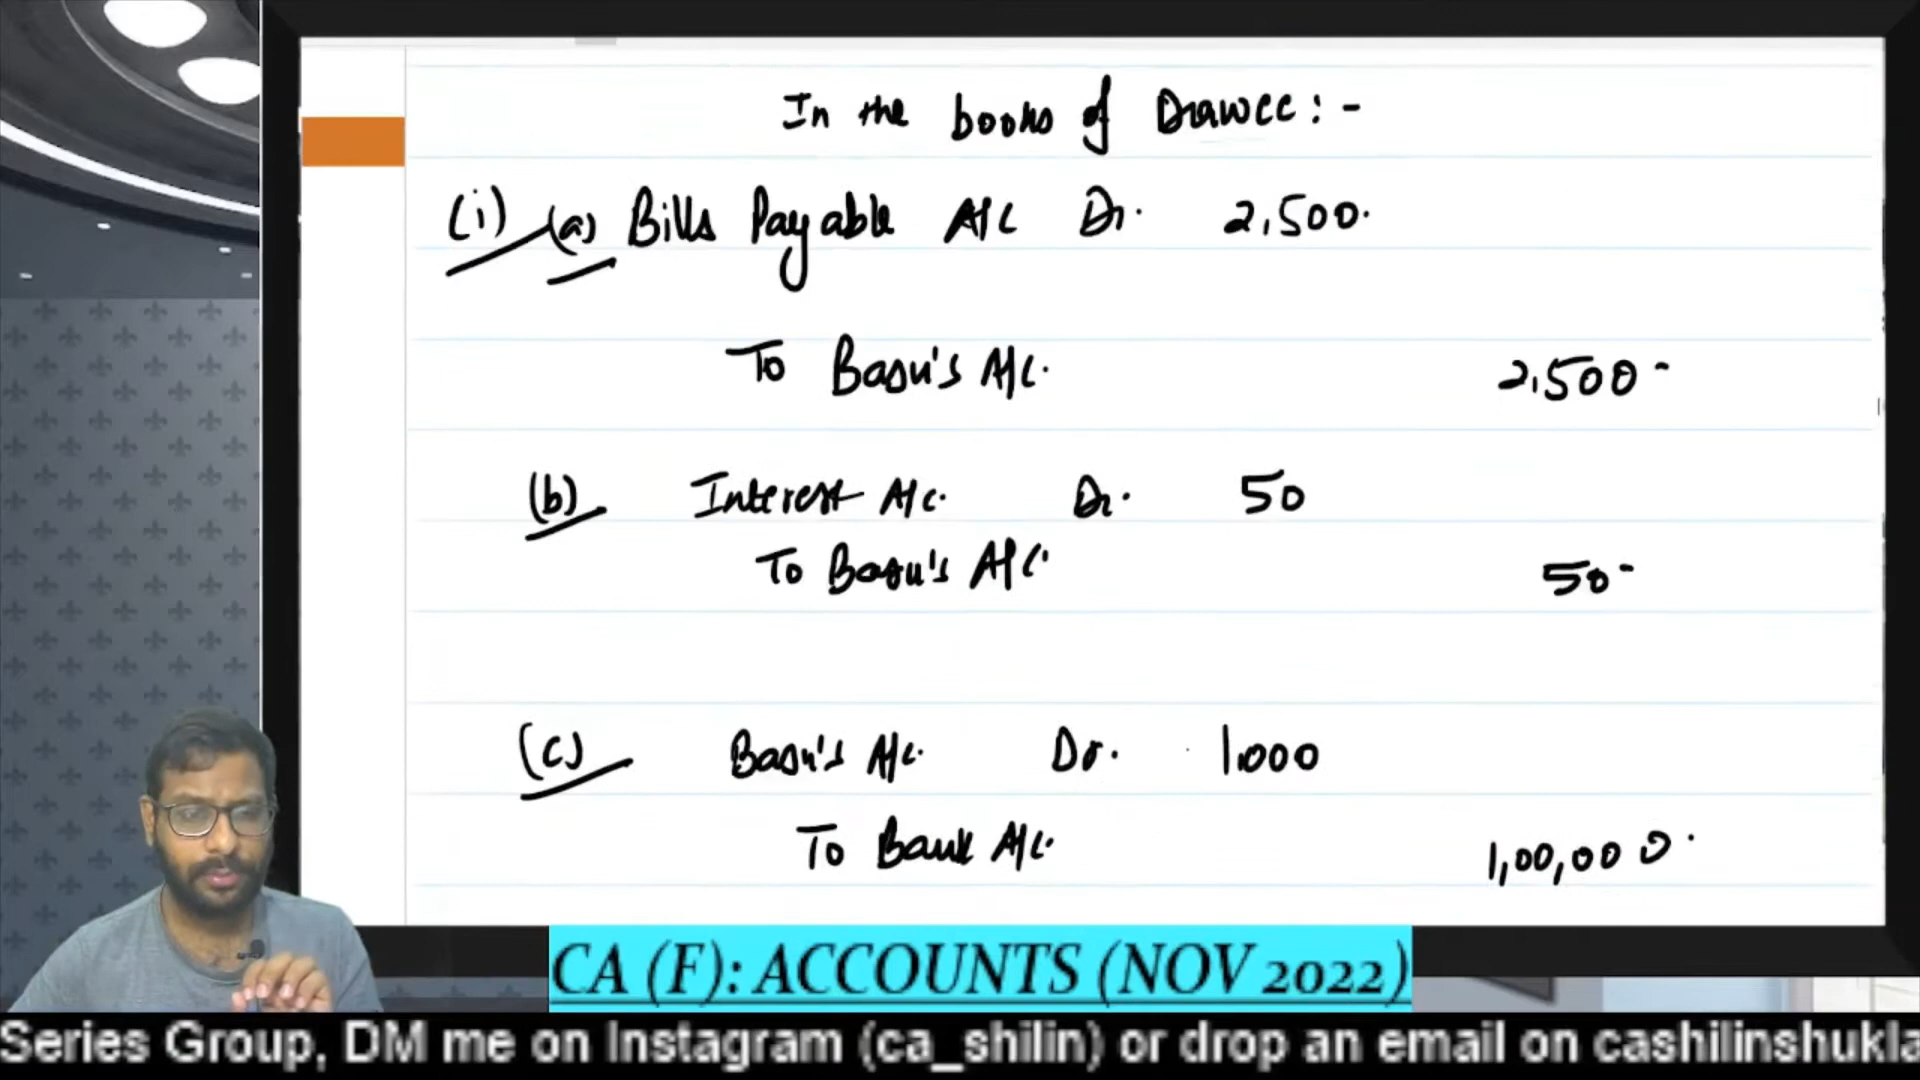 In the books of Drawee:-
(i) (a) Bills Payable A/c Dr. 2,500.
To Basu's A/c. 2,500-
(b) Interest A/c. Dr. 50
To Basu's A/c. 50-
(c) Basu's A/c. Dr. 1,000
To Bank A/c. 1,00,000.
CA (F): ACCOUNTS (NOV 2022)
Series Group, DM me on Instagram (ca_shilin) or drop an email on cashilinshukla